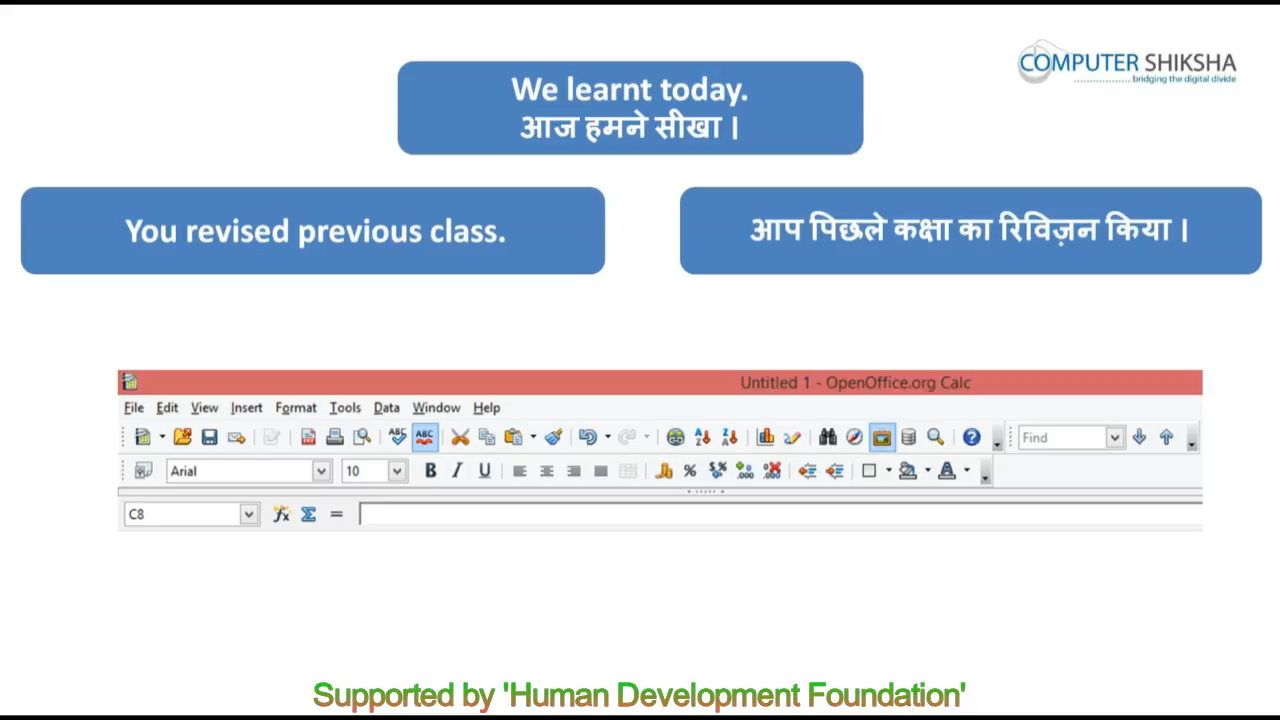 COMPUTER SHIKSHA
bridging the digital divide
We learnt today.
आज हमने सीखा ।
You revised previous class.
आप पिछले कक्षा का रिविज़न किया ।
Untitled 1 - OpenOffice.org Calc
File Edit View Insert Format Tools Data Window Help
ABC ABC Find
Arial 10 B I U
C8
Supported by 'Human Development Foundation'